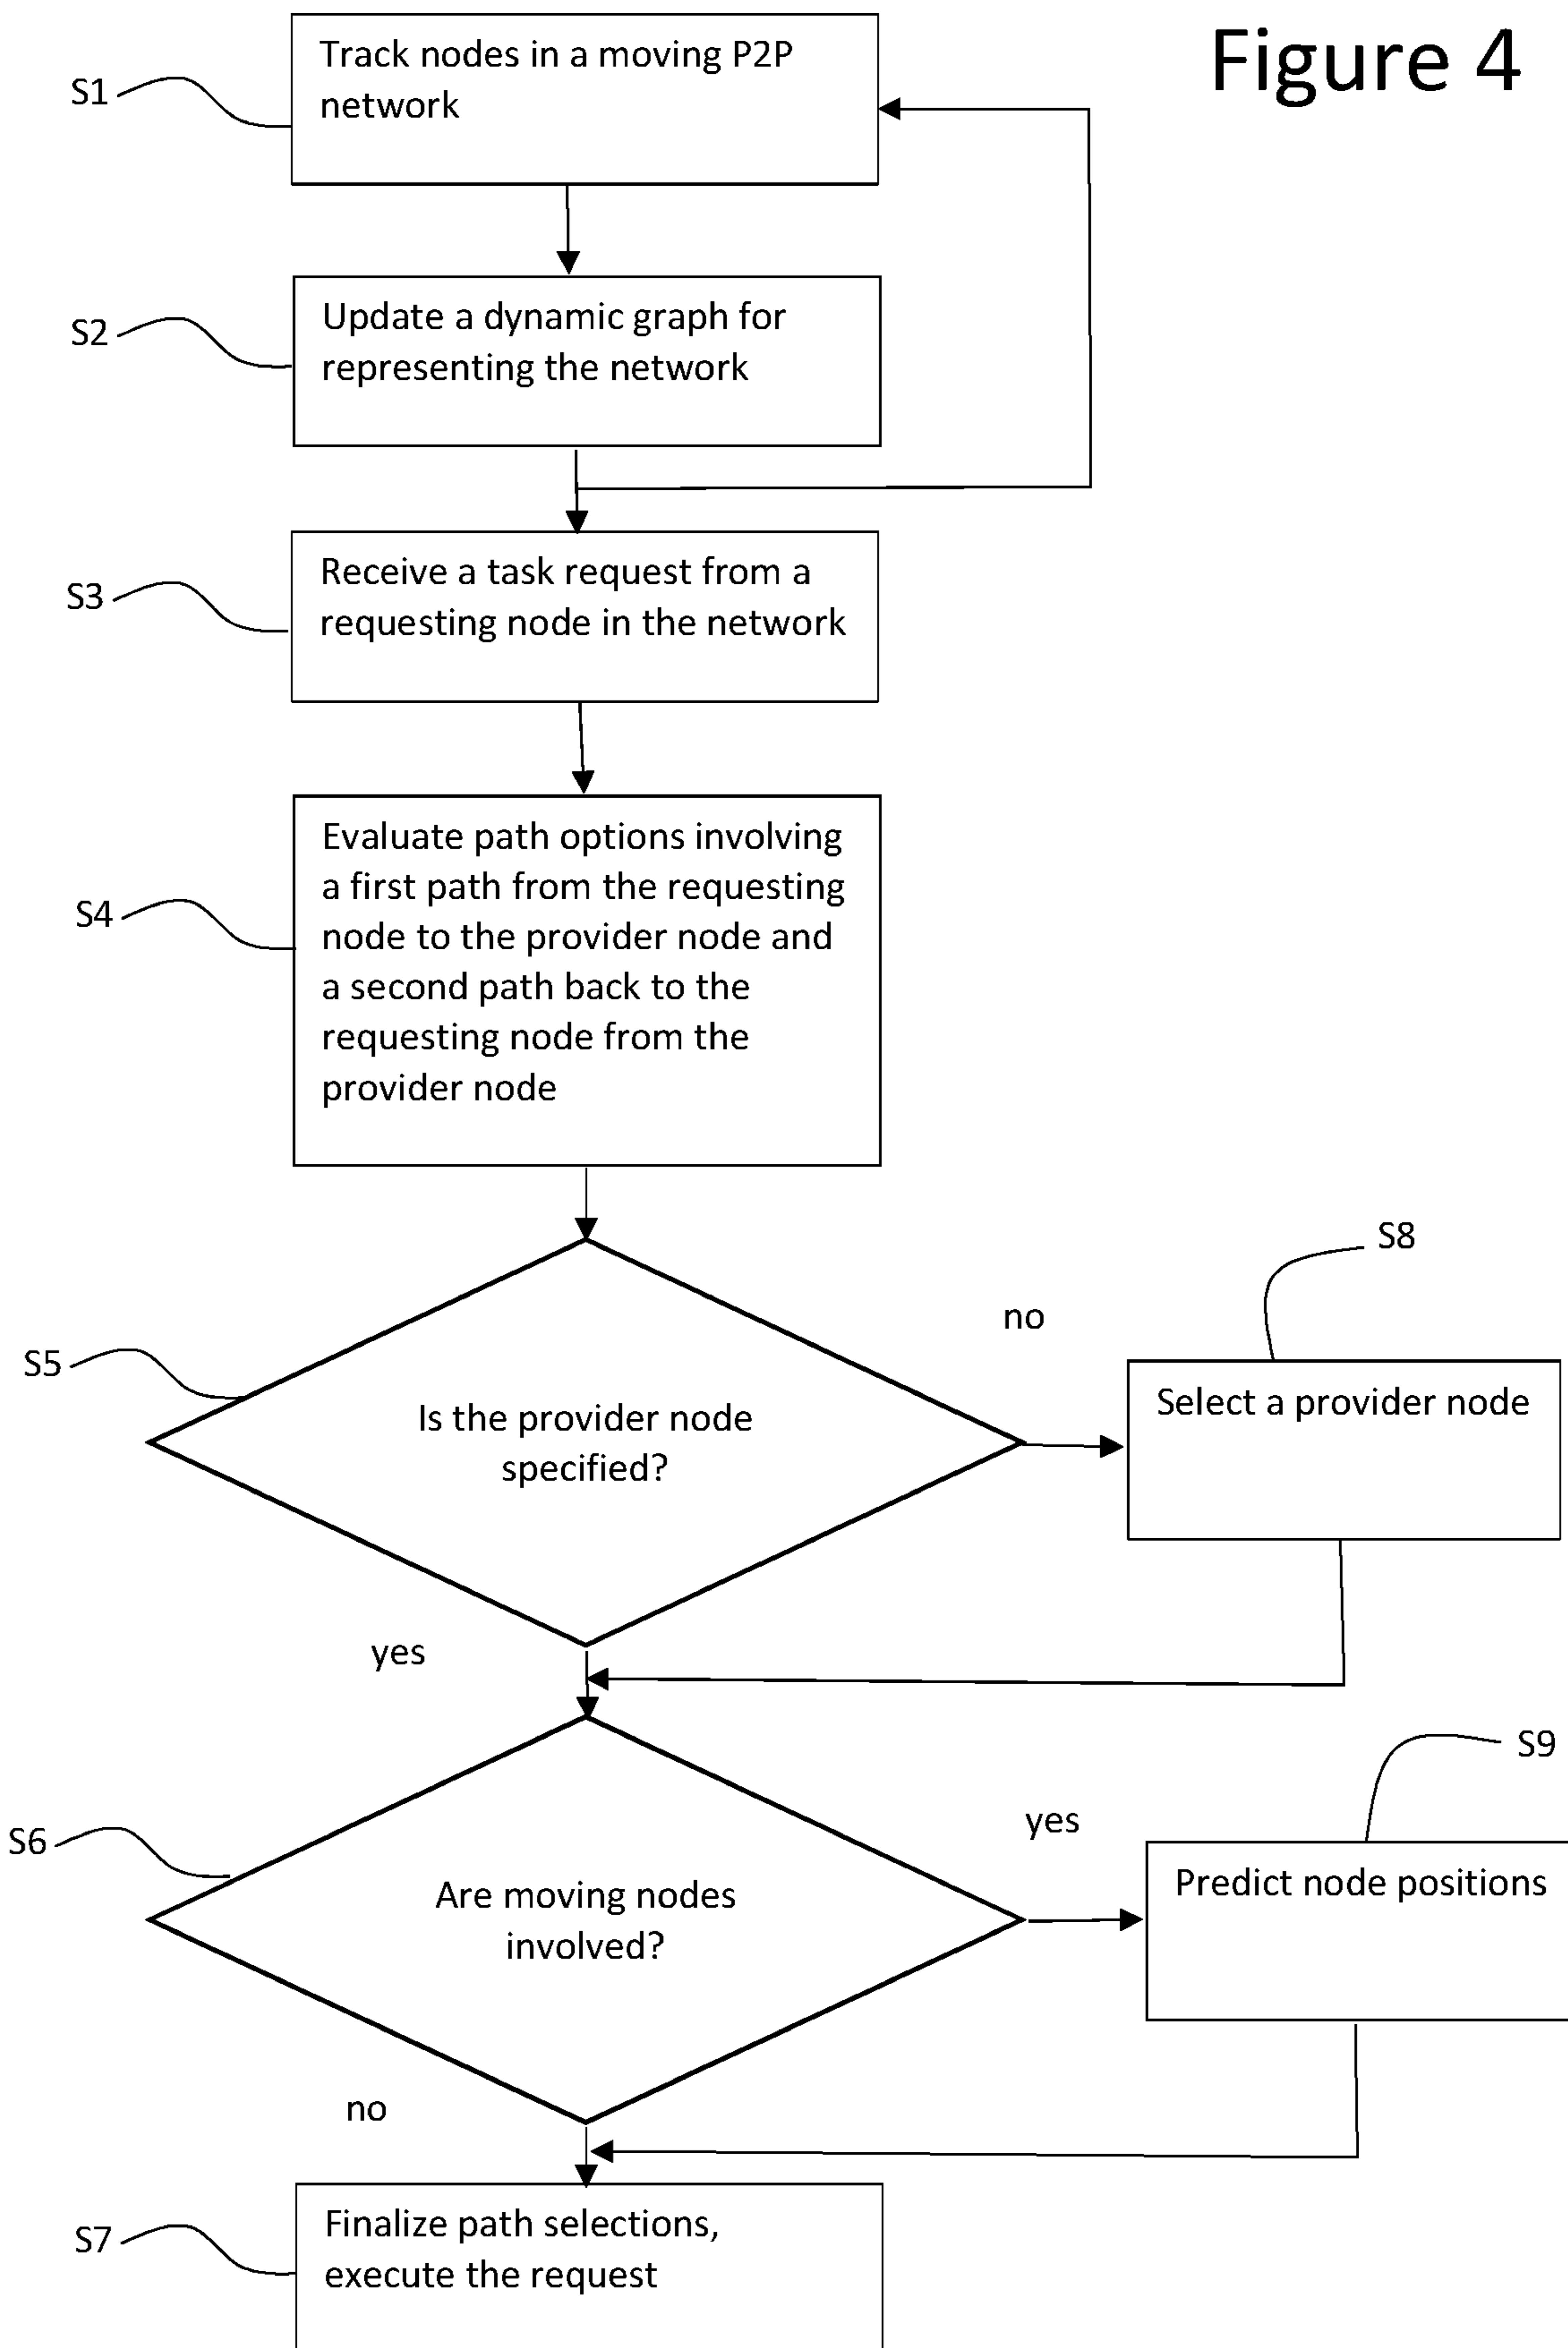 Figure 4
S1
Track nodes in a moving P2P
network
S2
Update a dynamic graph for
representing the network
S3
Receive a task request from a
requesting node in the network
S4
Evaluate path options involving
a first path from the requesting
node to the provider node and
a second path back to the
requesting node from the
provider node
S5
Is the provider node
specified?
no
S8
Select a provider node
yes
S6
Are moving nodes
involved?
yes
S9
Predict node positions
no
S7
Finalize path selections,
execute the request